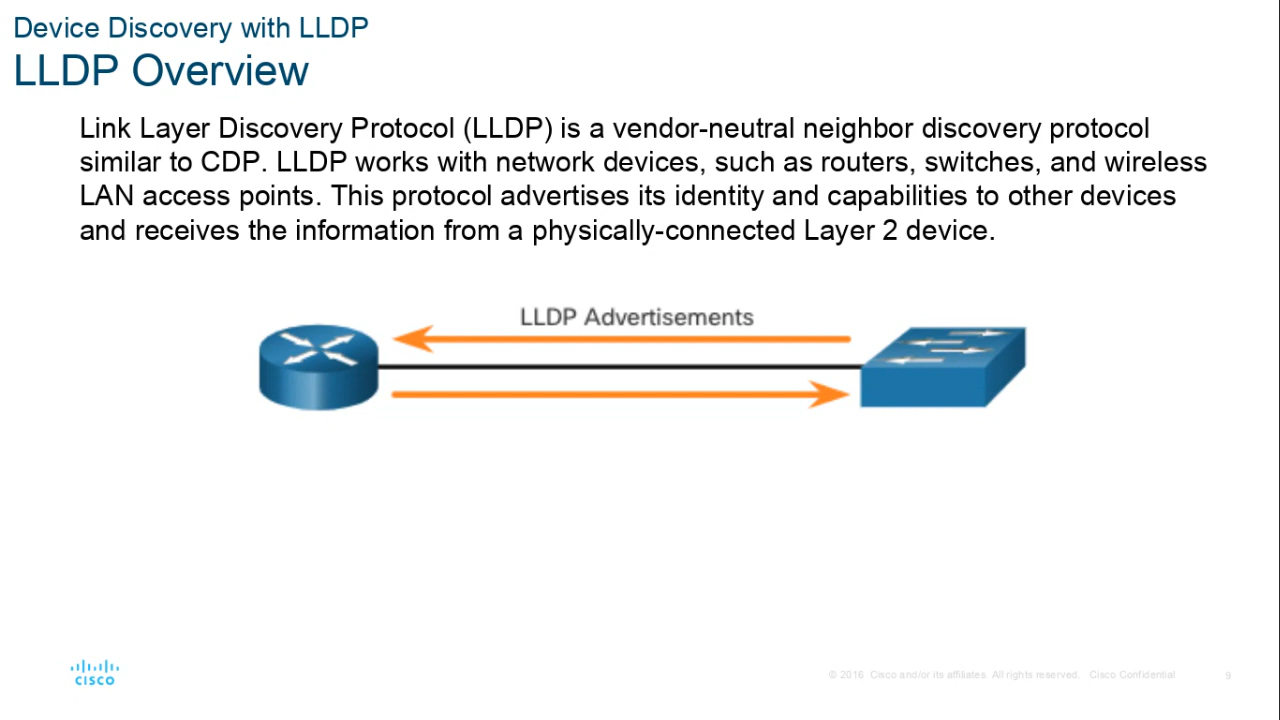 Device Discovery with LLDP
LLDP Overview
Link Layer Discovery Protocol (LLDP) is a vendor-neutral neighbor discovery protocol
similar to CDP. LLDP works with network devices, such as routers, switches, and wireless
LAN access points. This protocol advertises its identity and capabilities to other devices
and receives the information from a physically-connected Layer 2 device.
LLDP Advertisements
CISCO
© 2016 Cisco and/or its affiliates. All rights reserved. Cisco Confidential
9